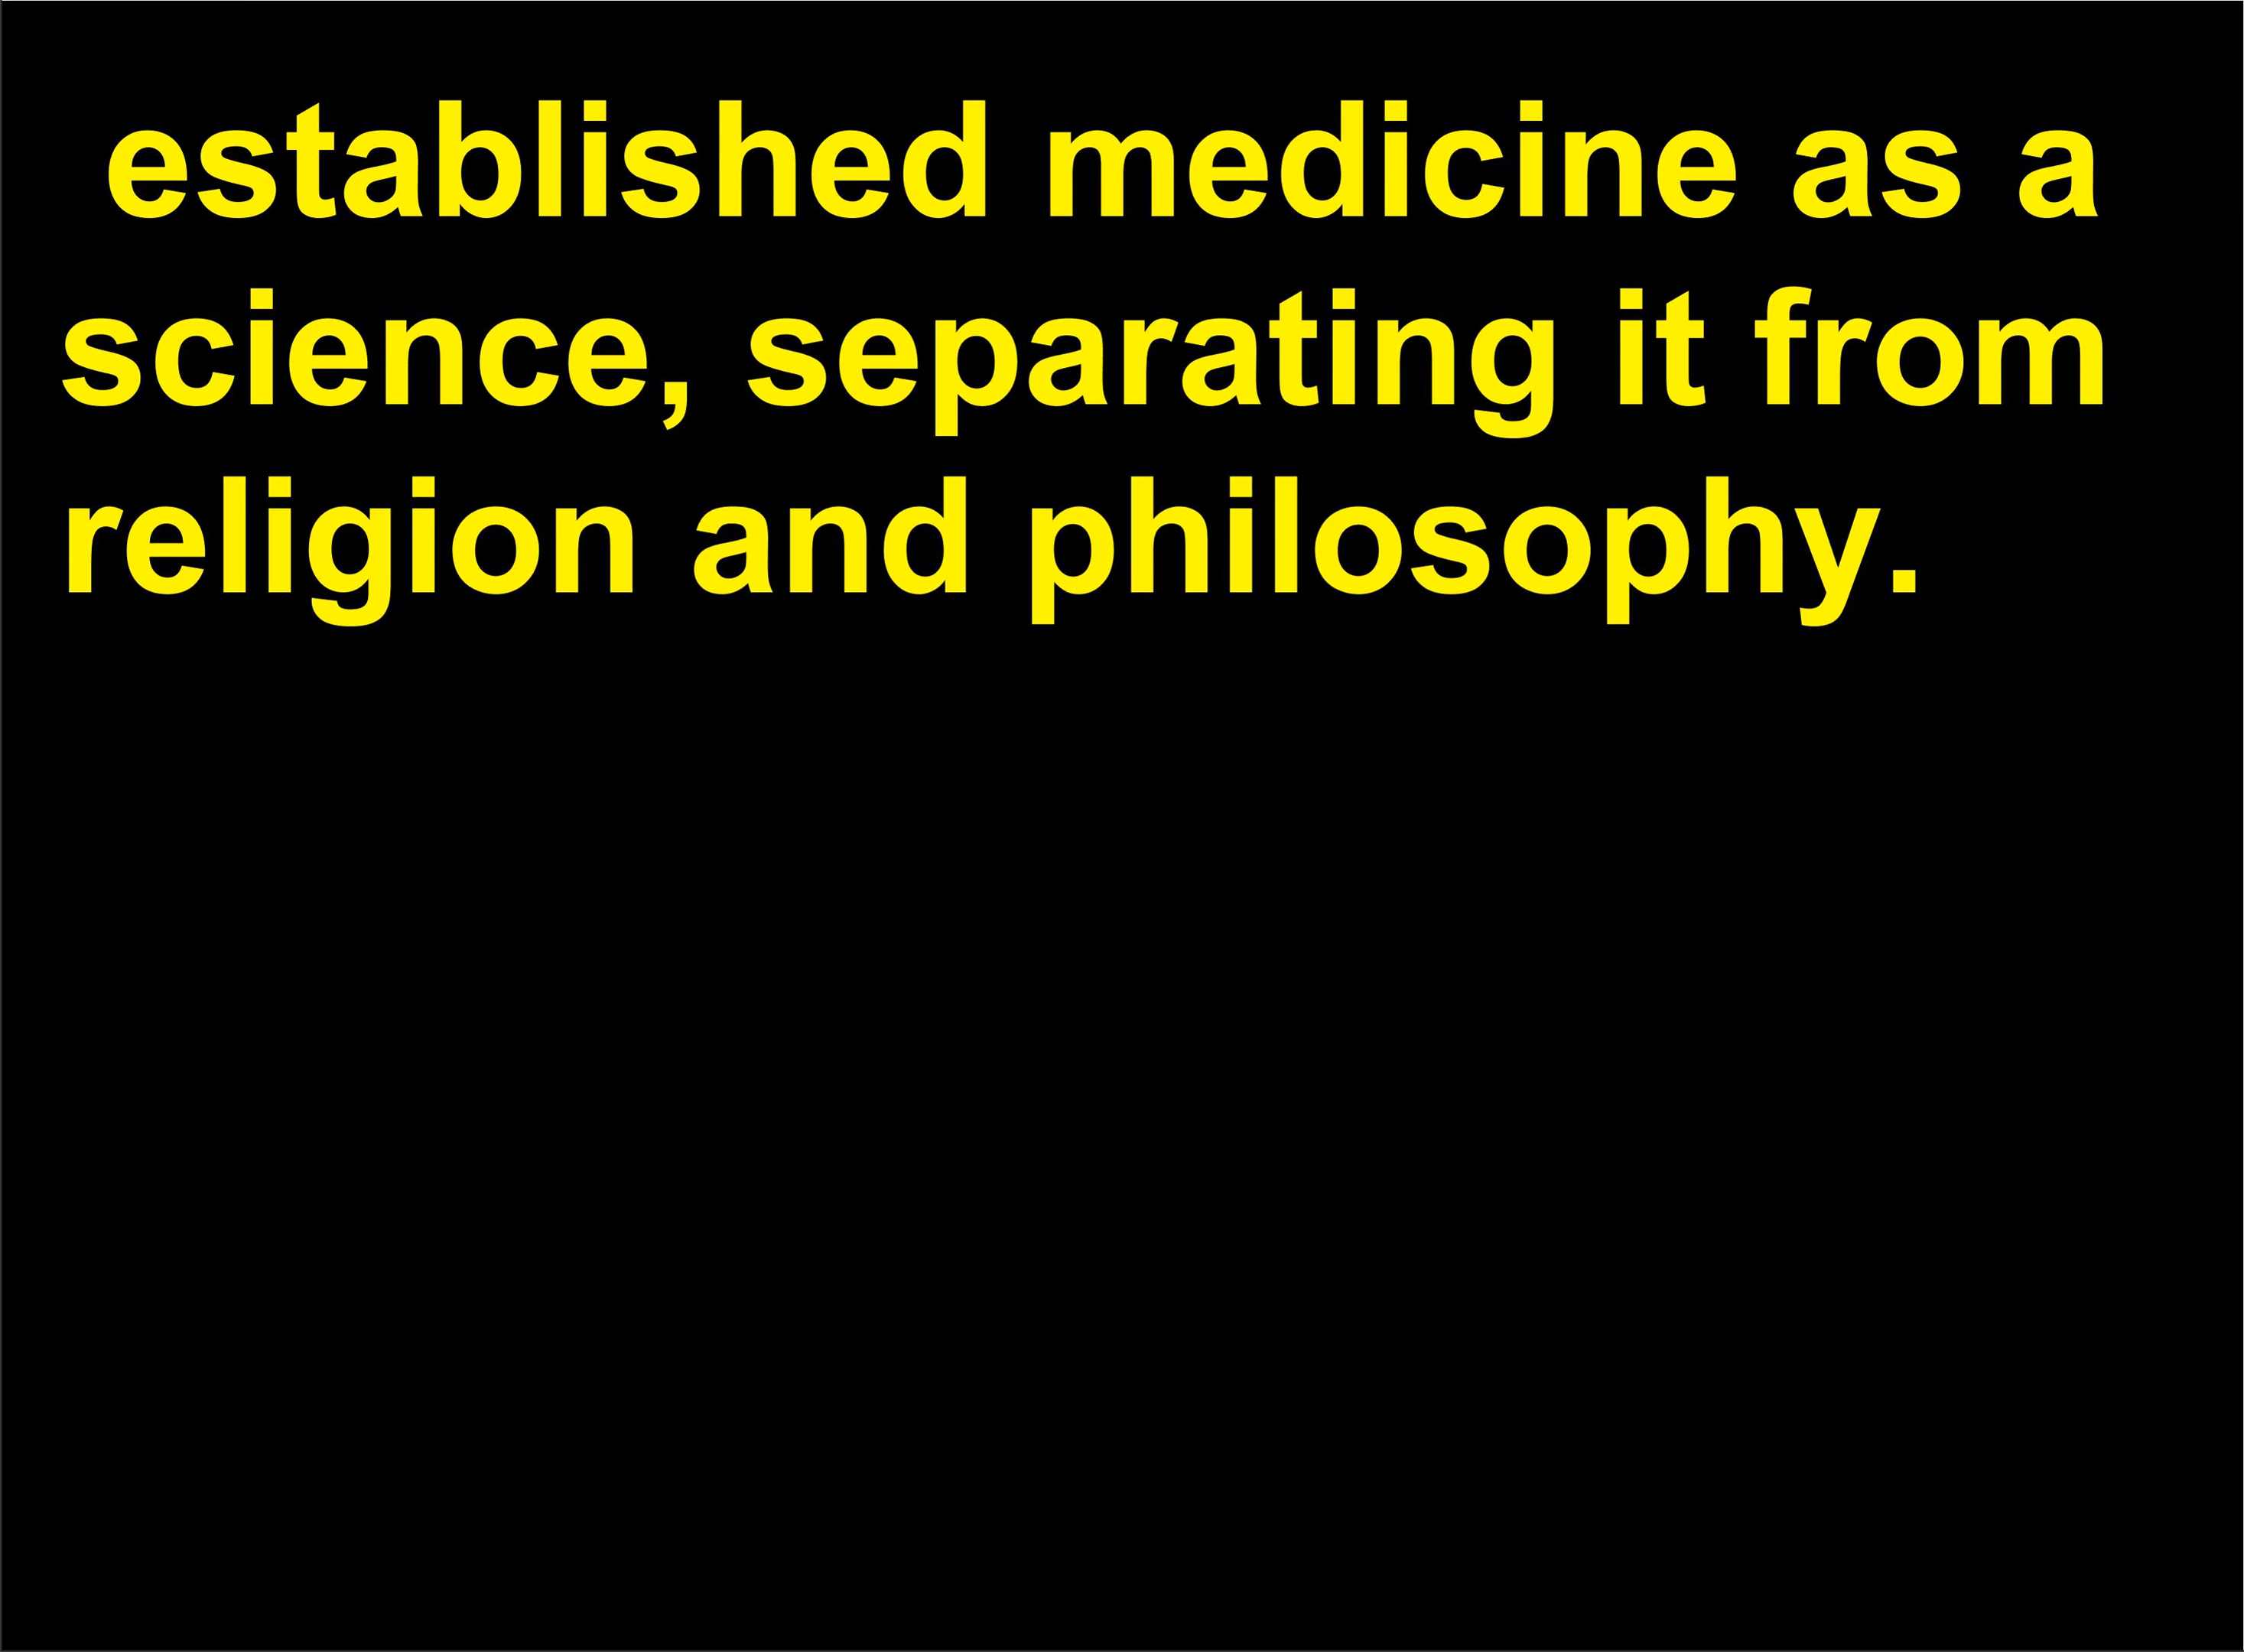 established medicine as a
science, separating it from
religion and philosophy.